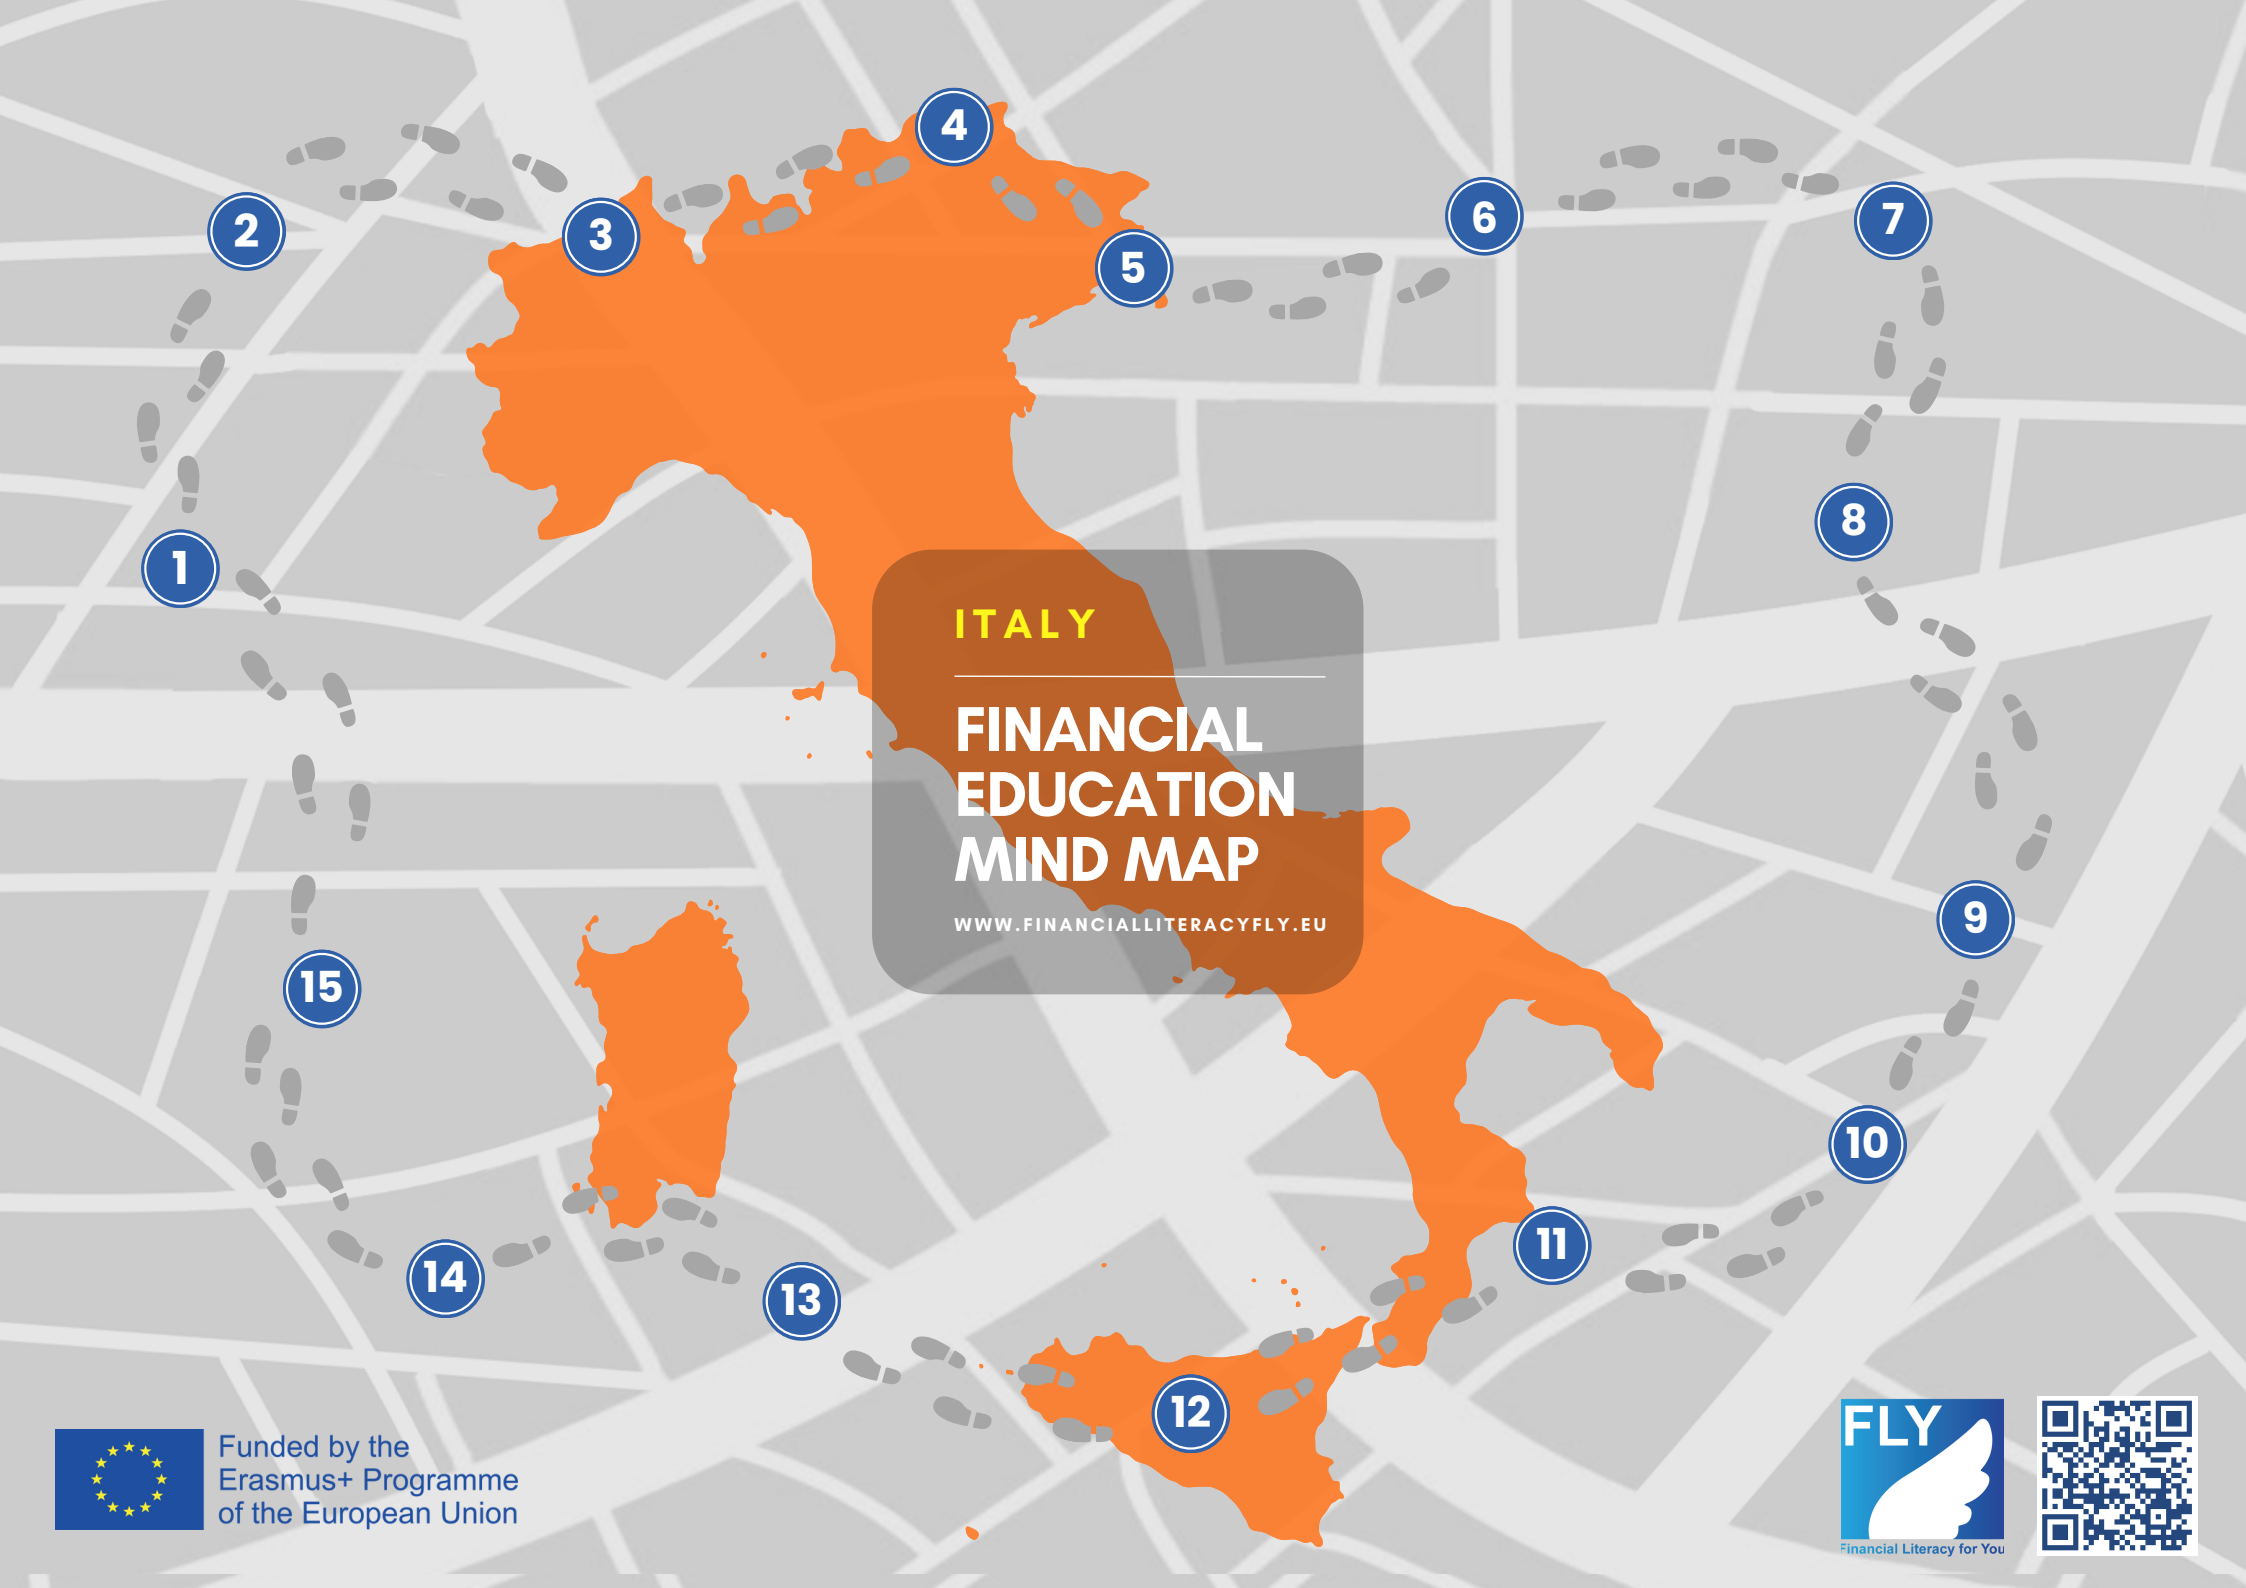 4
2
3
5
6
7
8
1
ITALY
FINANCIAL
EDUCATION
MIND MAP
WWW.FINANCIALLITERACYFLY.EU
9
15
10
11
14
13
12
Funded by the
Erasmus+ Programme
of the European Union
FLY
Financial Literacy for You